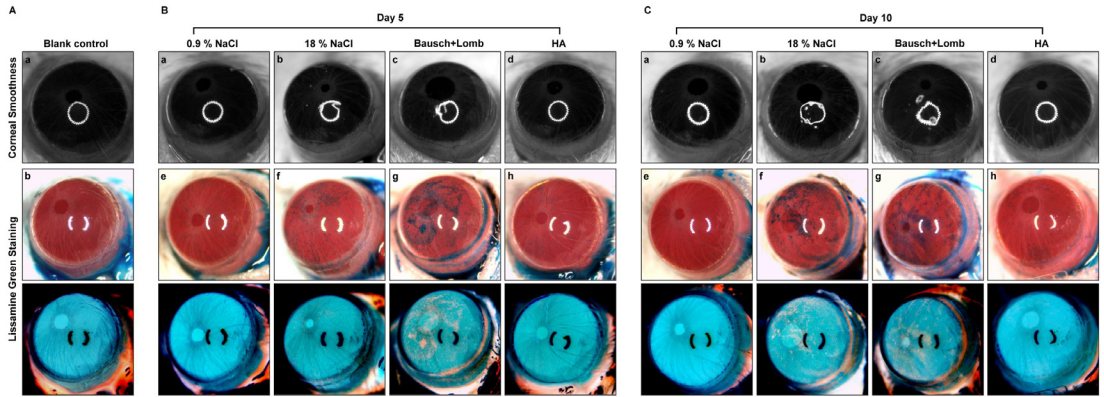 A
B
C
Day 5
Day 10
Blank control
0.9 % NaCl
18 % NaCl
Bausch+Lomb
HA
0.9 % NaCl
18 % NaCl
Bausch+Lomb
HA
Corneal Smoothness
a
a
b
c
d
a
b
c
d
Lissamine Green Staining
b
e
f
g
h
e
f
g
h